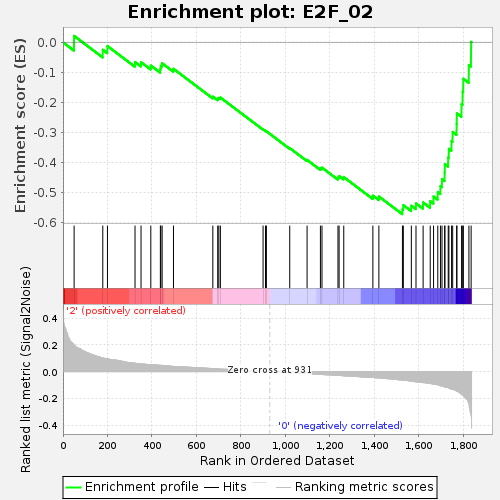 Enrichment plot: E2F_02
Enrichment score (ES)
0.0
-0.1
-0.2
-0.3
-0.4
-0.5
-0.6
'2' (positively correlated)
Ranked list metric (Signal2Noise)
0.4
0.2
0.0
-0.2
-0.4
Zero cross at 931
'0' (negatively correlated)
0 200 400 600 800 1,000 1,200 1,400 1,600 1,800
Rank in Ordered Dataset
Enrichment profile Hits Ranking metric scores